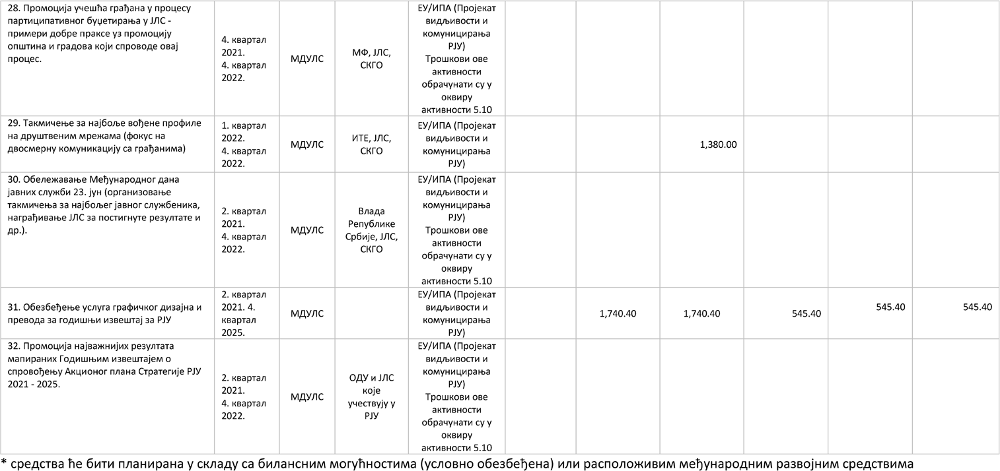 28. Промоција учешћа грађана у процесу
партиципативног буџетирања у ЈЛС -
примери добре праксе уз промоцију
општина и градова који спроводе овај
процес.
4. квартал
2021.
4. квартал
2022.
МДУЛС
МФ, ЈЛС,
СКГО
ЕУ/ИПА (Пројекат
видљивости и
комуницирања
РЈУ)
Трошкови ове
активности
обрачунати су у
оквиру
активности 5.10
29. Такмичење за најбоље вођене профиле
на друштвеним мрежама (фокус на
двосмерну комуникацију са грађанима)
1. квартал
2022.
4. квартал
2022.
МДУЛС
ИТЕ, ЈЛС,
СКГО
ЕУ/ИПА (Пројекат
видљивости и
комуницирања
РЈУ)
1,380.00
30. Обележавање Међународног дана
јавних служби 23. јун (организовање
такмичења за најбољег јавног службеника,
награђивање ЈЛС за постигнуте резултате и
др.).
2. квартал
2021.
4. квартал
2022.
МДУЛС
Влада
Републике
Србије, ЈЛС,
СКГО
ЕУ/ИПА (Пројекат
видљивости и
комуницирања
РЈУ)
Трошкови ове
активности
обрачунати су у
оквиру
активности 5.10
31. Обезбеђење услуга графичког дизајна и
превода за годишњи извештај за РЈУ
2. квартал
2021. 4.
квартал
2025.
МДУЛС
ЕУ/ИПА (Пројекат
видљивости и
комуницирања
РЈУ)
1,740.40
1,740.40
545.40
545.40
545.40
32. Промоција најважнијих резултата
мапираних Годишњим извештајем о
спровођењу Акционог плана Стратегије РЈУ
2021 - 2025.
2. квартал
2021.
4. квартал
2022.
МДУЛС
ОДУ и ЈЛС
које
учествују у
РЈУ
ЕУ/ИПА (Пројекат
видљивости и
комуницирања
РЈУ)
Трошкови ове
активности
обрачунати су у
оквиру
активности 5.10
* средства ће бити планирана у складу са билансним могућностима (условно обезбеђена) или расположивим међународним развојним средствима